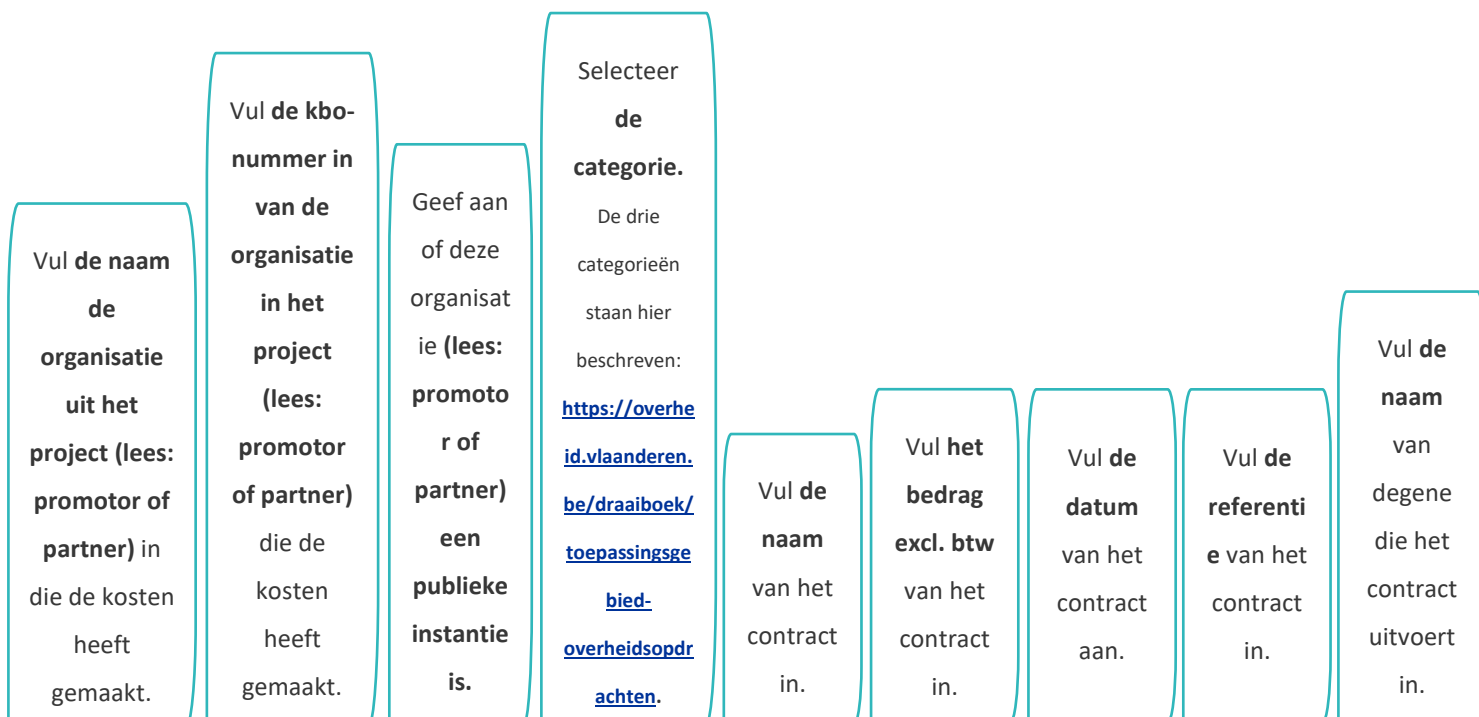 Vul de naam
de
organisatie
uit het
project (lees:
promotor of
partner) in
die de kosten
heeft
gemaakt.
Vul de kbo-
nummer in
van de
organisatie
in het
project
(lees:
promotor
of partner)
die de
kosten
heeft
gemaakt.
Geef aan
of deze
organisat
ie (lees:
promoto
r of
partner)
een
publieke
instantie
is.
Selecteer
de
categorie.
De drie
categorieën
staan hier
beschreven:
https://overhe
id.vlaanderen.
be/draaiboek/
toepassingsge
bied-
overheidsopdr
achten.
Vul de
naam
van het
contract
in.
Vul het
bedrag
excl. btw
van het
contract
in.
Vul de
datum
van het
contract
aan.
Vul de
referenti
e van het
contract
in.
Vul de
naam
van
degene
die het
contract
uitvoert
in.